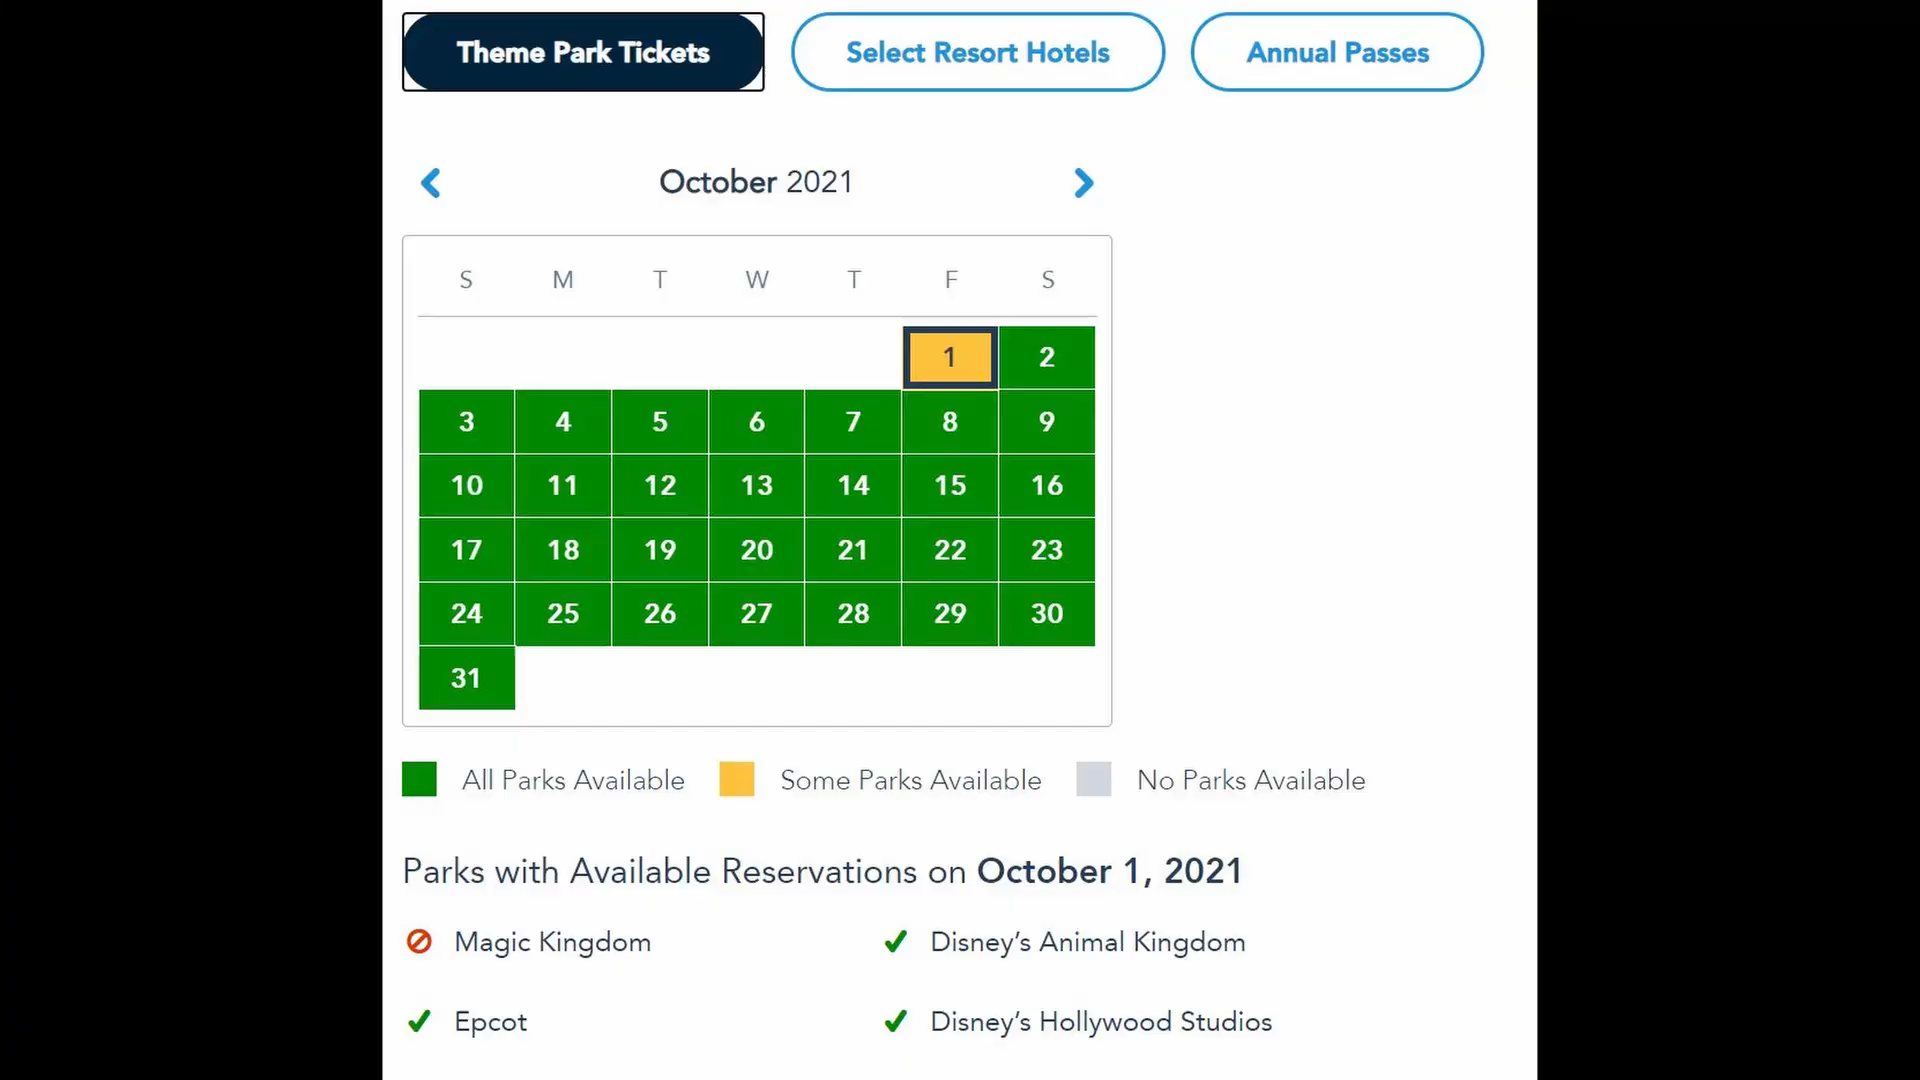 Theme Park Tickets Select Resort Hotels Annual Passes
October 2021
S M T W T F S
1 2
3 4 5 6 7 8 9
10 11 12 13 14 15 16
17 18 19 20 21 22 23
24 25 26 27 28 29 30
31
All Parks Available Some Parks Available No Parks Available
Parks with Available Reservations on October 1, 2021
Magic Kingdom Disney’s Animal Kingdom
Epcot Disney’s Hollywood Studios